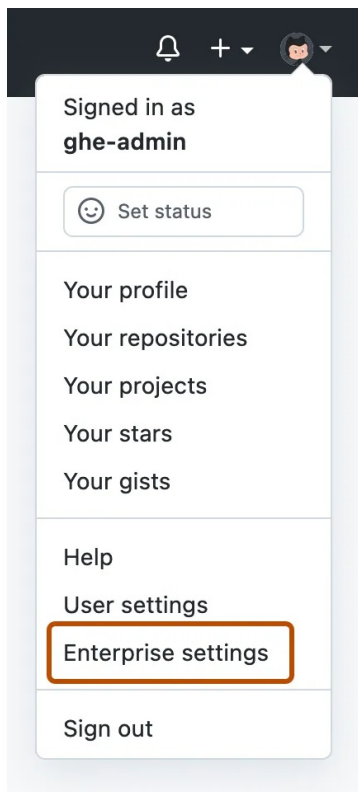 Signed in as
ghe-admin
Set status
Your profile
Your repositories
Your projects
Your stars
Your gists
Help
User settings
Enterprise settings
Sign out